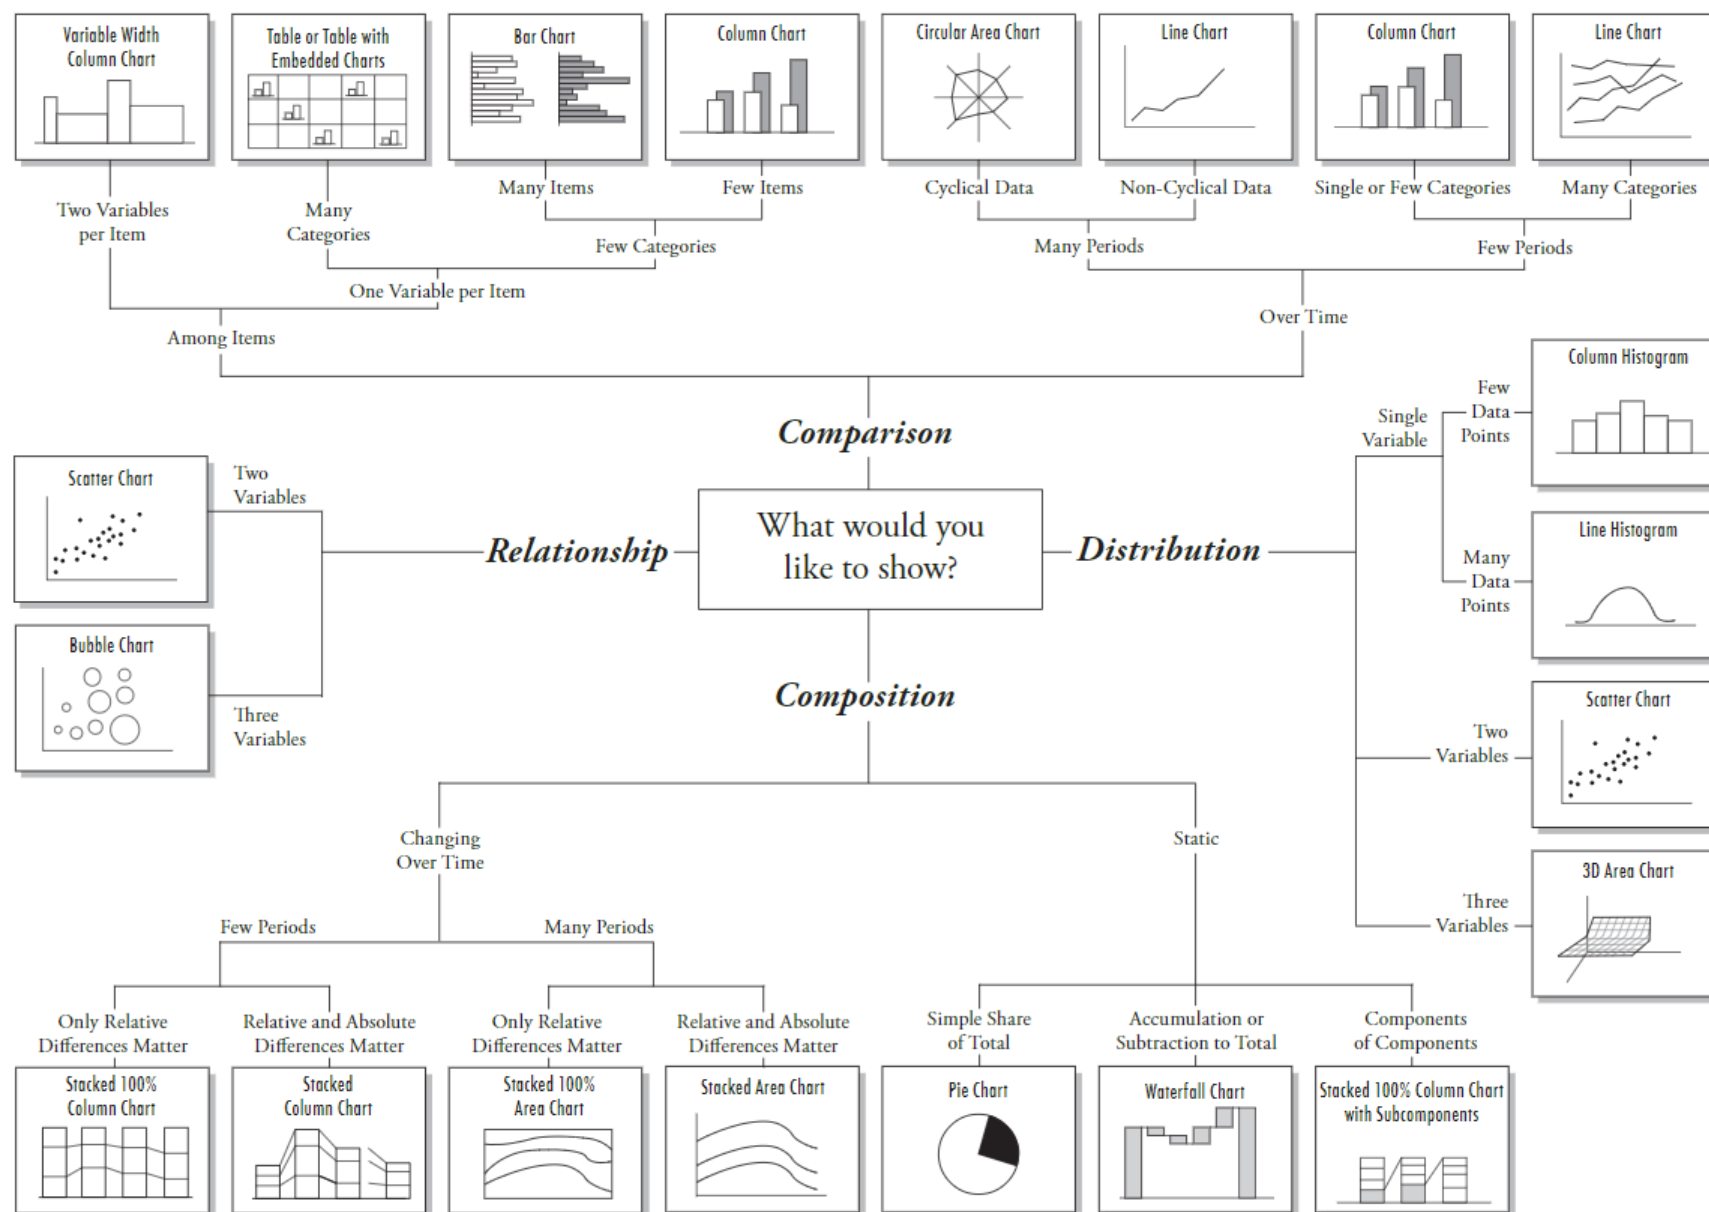 Variable Width
Column Chart
Table or Table with
Embedded Charts
Bar Chart
Column Chart
Circular Area Chart
Line Chart
Column Chart
Line Chart
Many Items
Few Items
Cyclical Data
Non-Cyclical Data
Single or Few Categories
Many Categories
Two Variables
per Item
Many
Categories
Few Categories
Many Periods
Few Periods
One Variable per Item
Over Time
Among Items
Comparison
What would you
like to show?
Relationship
Two
Variables
Scatter Chart
Three
Variables
Bubble Chart
Distribution
Single
Variable
Few
Data
Points
Column Histogram
Many
Data
Points
Line Histogram
Two
Variables
Scatter Chart
Three
Variables
3D Area Chart
Composition
Changing
Over Time
Static
Few Periods
Many Periods
Only Relative
Differences Matter
Relative and Absolute
Differences Matter
Only Relative
Differences Matter
Relative and Absolute
Differences Matter
Simple Share
of Total
Accumulation or
Subtraction to Total
Components
of Components
Stacked 100%
Column Chart
Stacked
Column Chart
Stacked 100%
Area Chart
Stacked Area Chart
Pie Chart
Waterfall Chart
Stacked 100% Column Chart
with Subcomponents